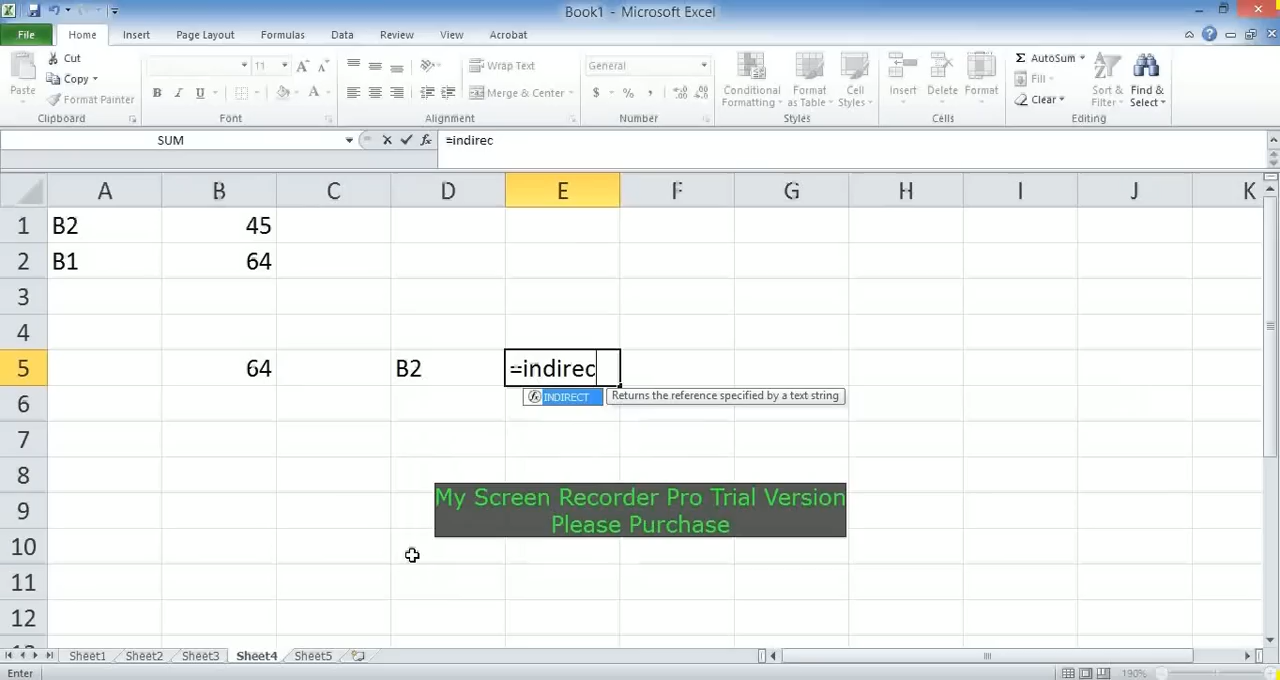 Book1 - Microsoft Excel
File Home Insert Page Layout Formulas Data Review View Acrobat
Paste
Cut
Copy
Format Painter
Clipboard
11
B I U
Font
Wrap Text
Merge & Center
Alignment
General
$ % ,
Number
Conditional Formatting
Format as Table
Cell Styles
Styles
Insert Delete Format
Cells
Σ AutoSum
Fill
Clear
Sort & Filter
Find & Select
Editing
SUM fx =indirec
A B C D E F G H I J K
1 B2 45
2 B1 64
3
4
5 64 D B2 =indirec
fx INDIRECT Returns the reference specified by a text string
6
7
8
My Screen Recorder Pro Trial Version
9
Please Purchase
10
11
12
Sheet1 Sheet2 Sheet3 Sheet4 Sheet5
Enter 190%